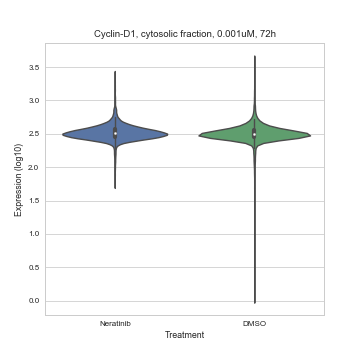 Cyclin-D1, cytosolic fraction, 0.001uM, 72h
3.5
3.0
2.5
2.0
1.5
1.0
0.5
0.0
Expression (log10)
Neratinib
DMSO
Treatment